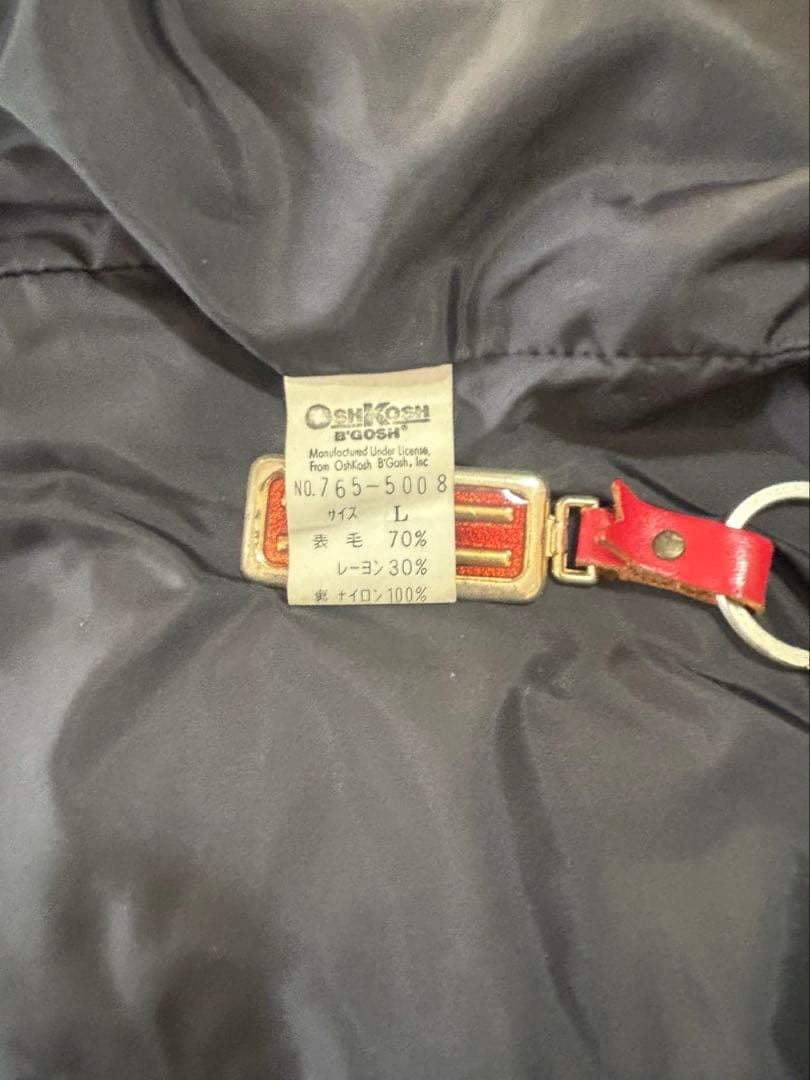 OSHKOSH
B'GOSH®
Manufactured Under License,
From OshKosh B'Gosh, Inc
NO.765-5008
サイズ L
表 毛 70%
レーヨン 30%
裏 ナイロン 100%